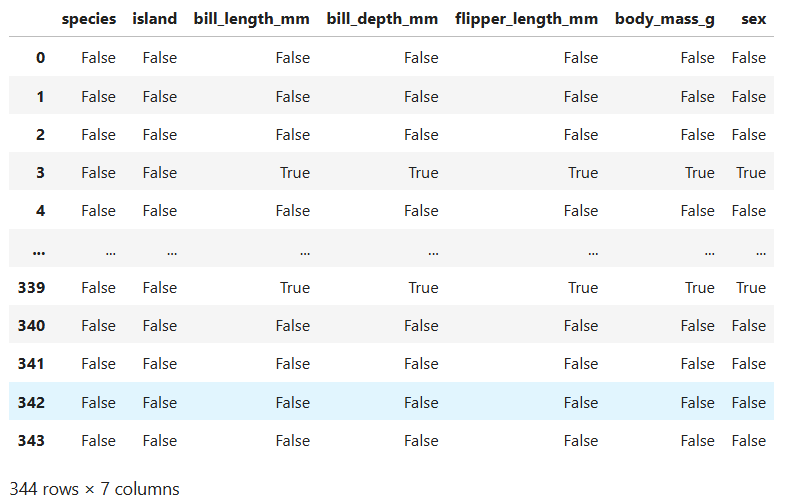 species island bill_length_mm bill_depth_mm flipper_length_mm body_mass_g sex
0 False False False False False False False
1 False False False False False False False
2 False False False False False False False
3 False False True True True True True
4 False False False False False False False
... ... ... ... ... ... ... ...
339 False False True True True True True
340 False False False False False False False
341 False False False False False False False
342 False False False False False False False
343 False False False False False False False
344 rows × 7 columns